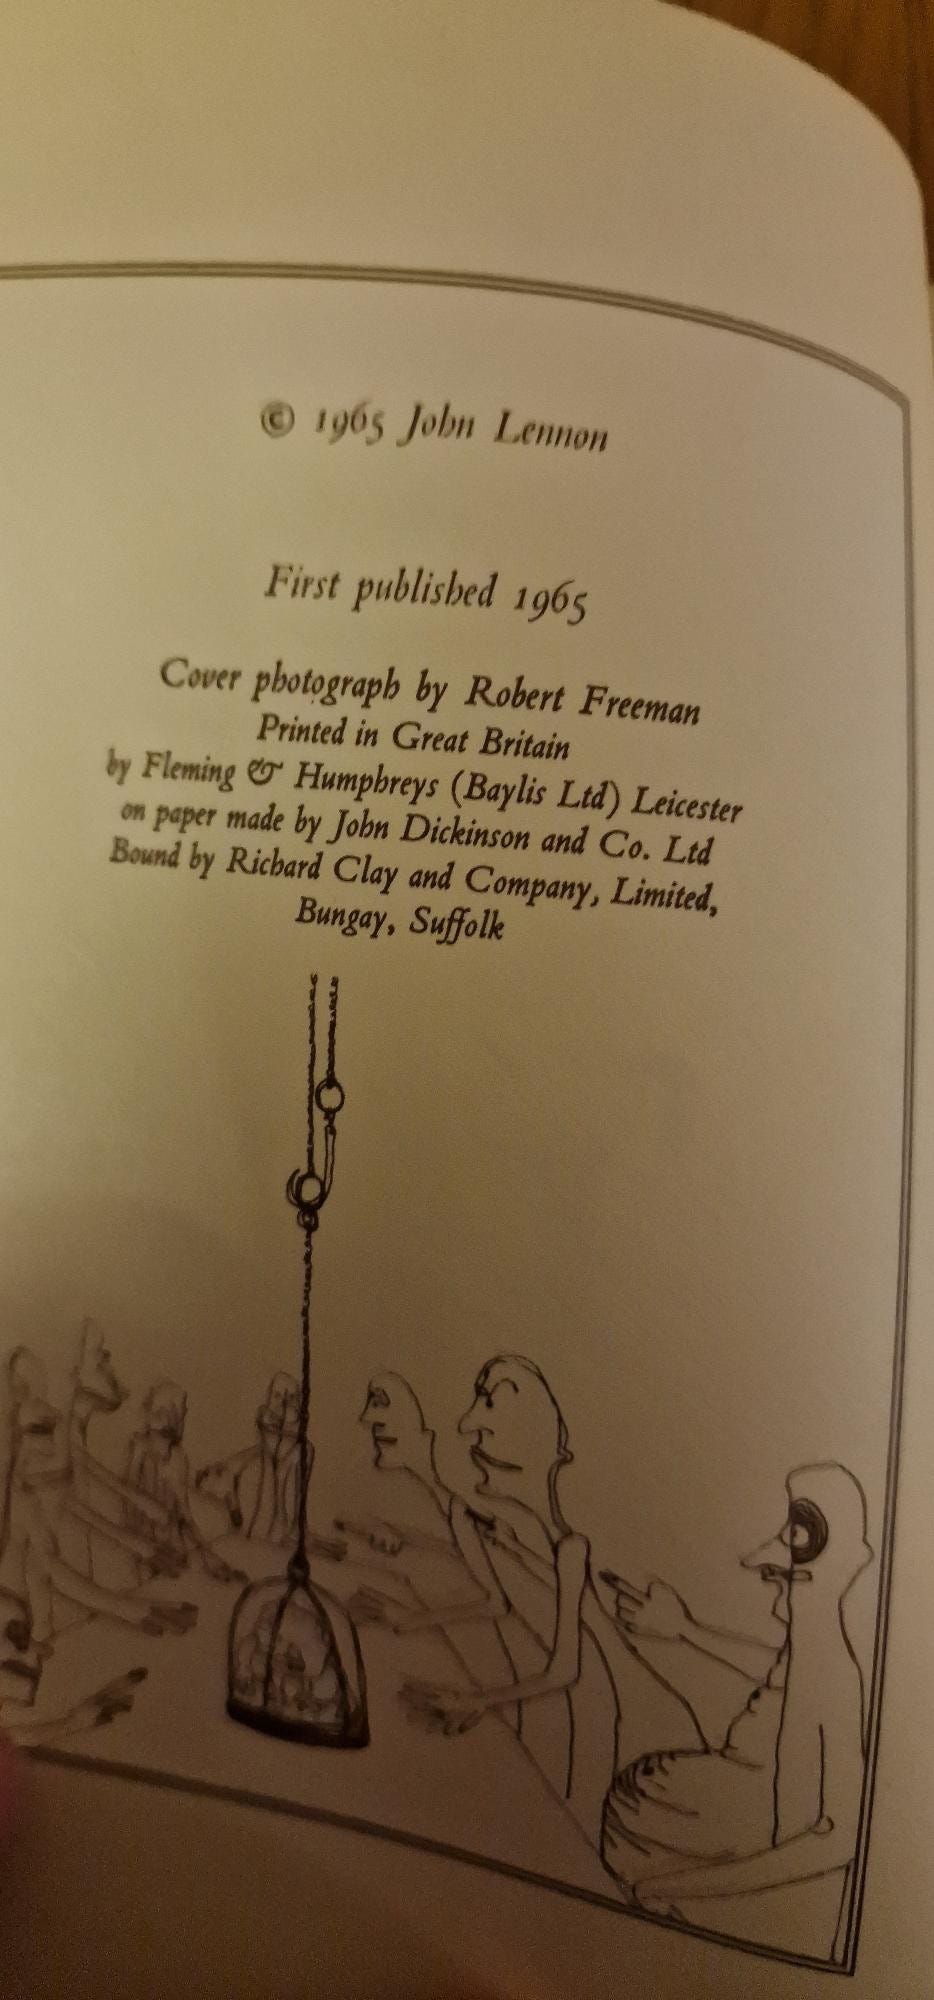 © 1965 John Lennon
First published 1965
Cover photograph by Robert Freeman
Printed in Great Britain
by Fleming & Humphreys (Baylis Ltd) Leicester
on paper made by John Dickinson and Co. Ltd
Bound by Richard Clay and Company, Limited,
Bungay, Suffolk